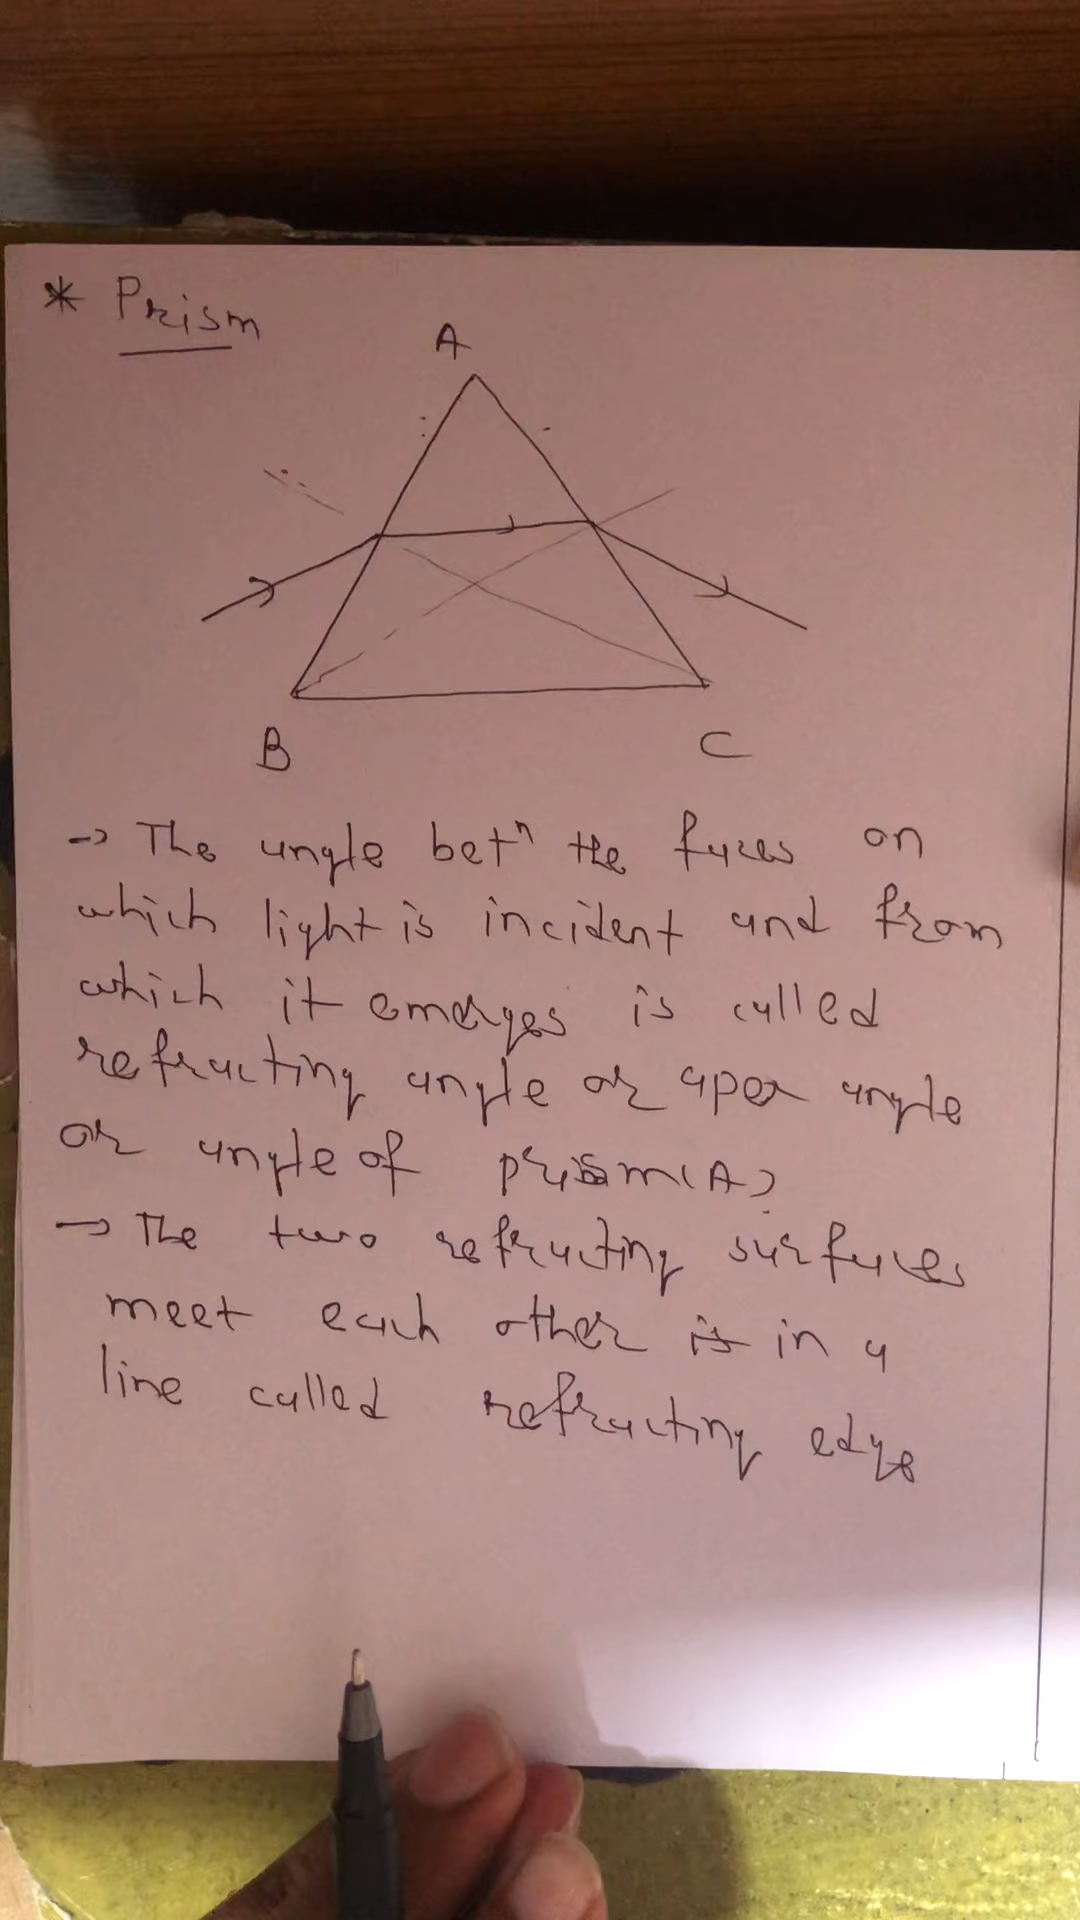 * Prism
A
B
C
→ The angle betⁿ the faces on
which light is incident and from
which it emerges is called
refracting angle or apex angle
or angle of prism (A)
→ The two refracting surfaces
meet each other is in a
line called refracting edge